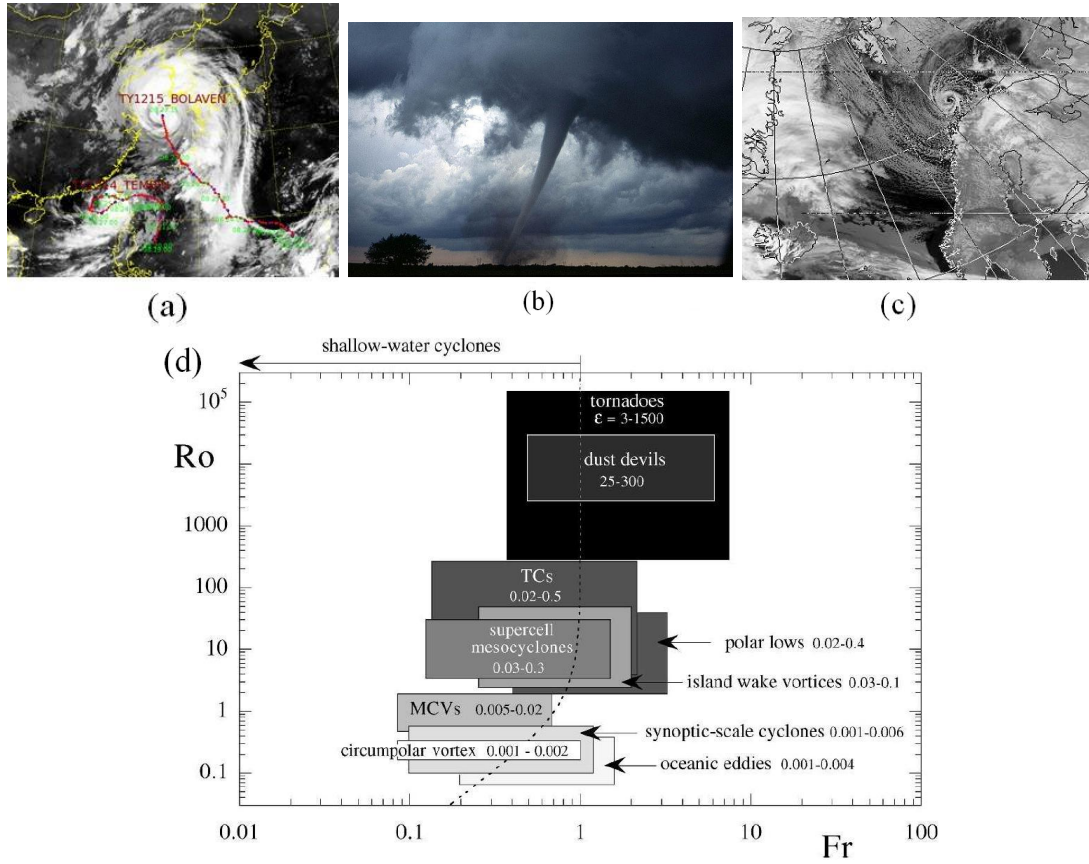 TY1215_BOLAVEN
(a)
(b)
(c)
(d)
shallow-water cyclones
Ro
10⁵
1000
100
10
1
0.1
tornadoes
ε = 3-1500
dust devils
25-300
TCs
0.02-0.5
supercell
mesocyclones
0.03-0.3
polar lows 0.02-0.4
island wake vortices 0.03-0.1
MCVs 0.005-0.02
synoptic-scale cyclones 0.001-0.006
circumpolar vortex 0.001 - 0.002
oceanic eddies 0.001-0.004
0.01
0.1
1
10
100
Fr